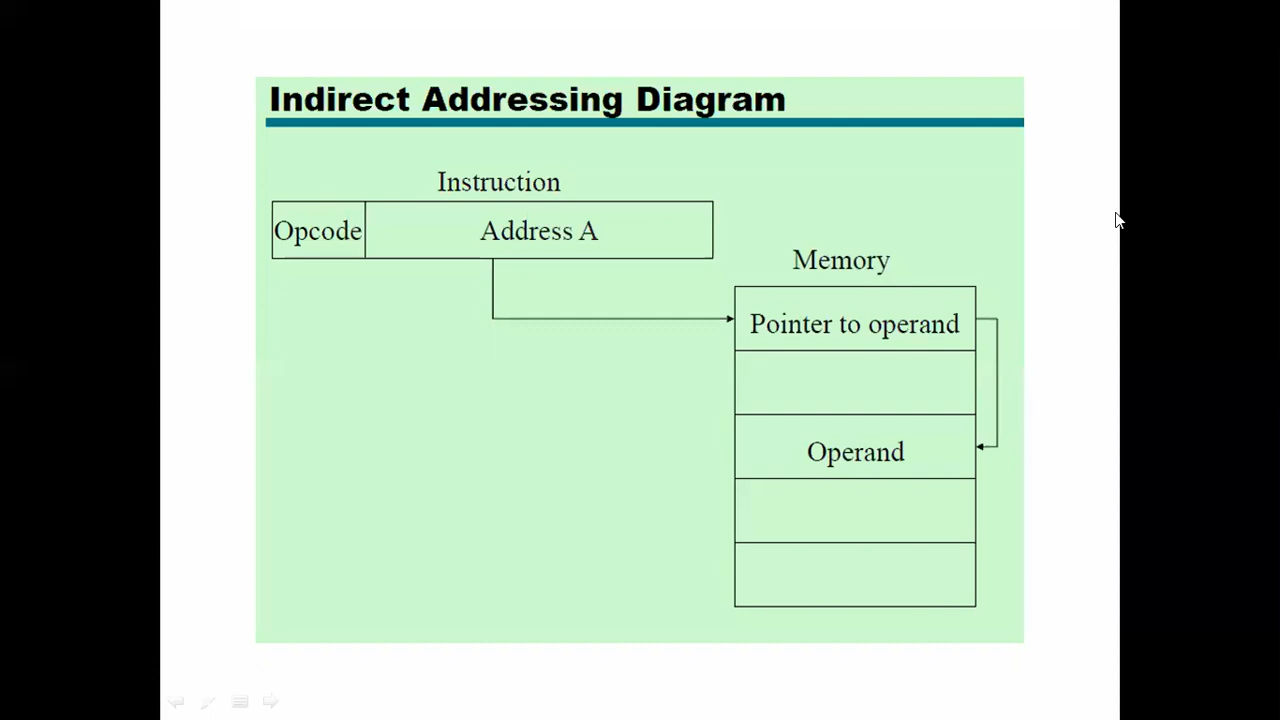 Indirect Addressing Diagram
Instruction
Opcode
Address A
Memory
Pointer to operand
Operand